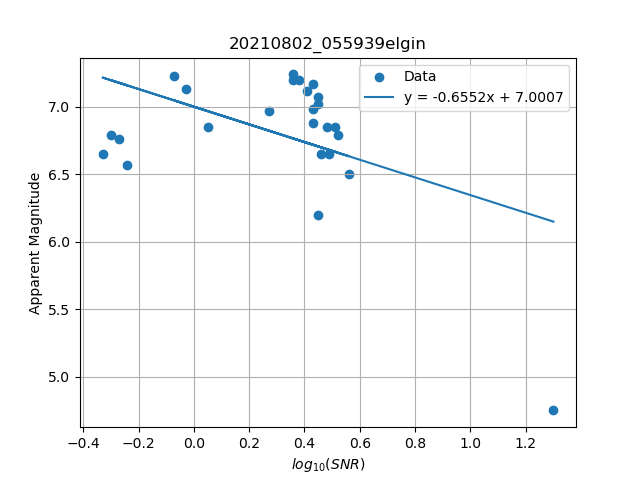 20210802_055939elgin
Data
y = -0.6552x + 7.0007
Apparent Magnitude
7.0
6.5
6.0
5.5
5.0
−0.4 −0.2 0.0 0.2 0.4 0.6 0.8 1.0 1.2
log10(SNR)